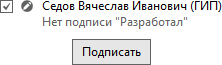 Седов Вячеслав Иванович (ГИП)
Нет подписи "Разработал"
Подписать